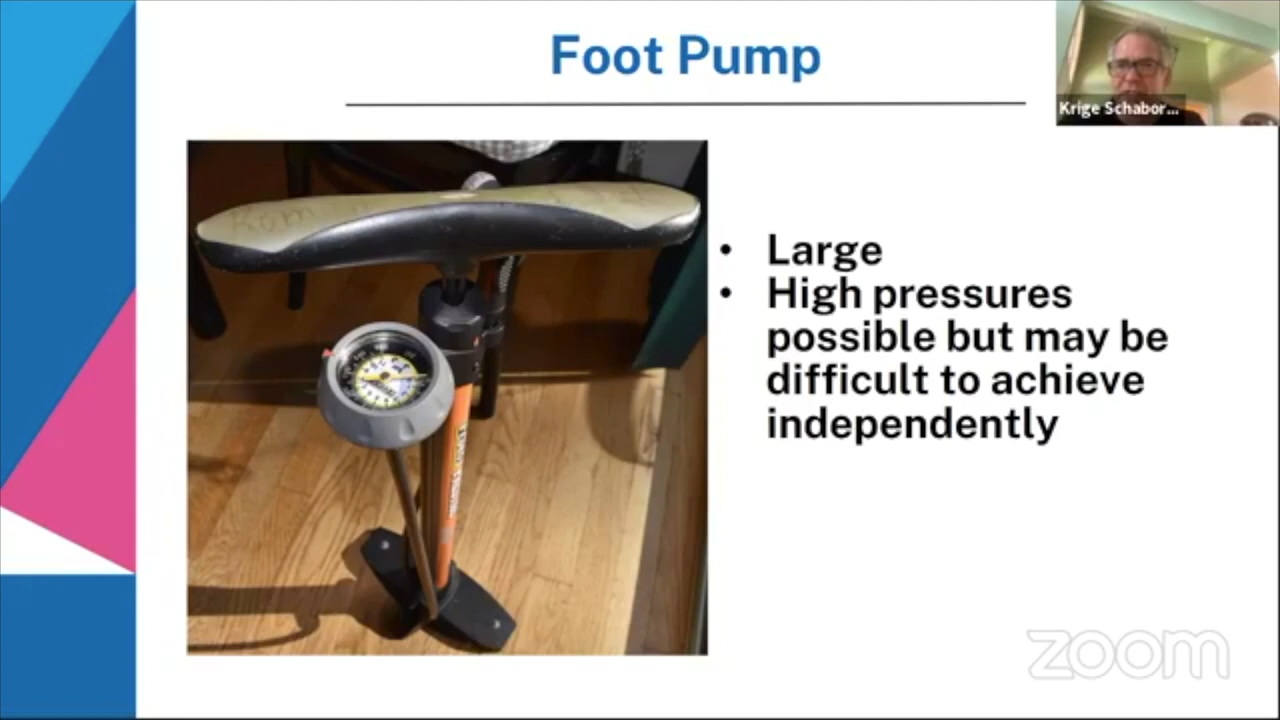 Foot Pump
Krige Schabor...
• Large
• High pressures
possible but may be
difficult to achieve
independently
zoom